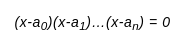 (x-a₀)(x-a₁)...(x-aₙ) = 0